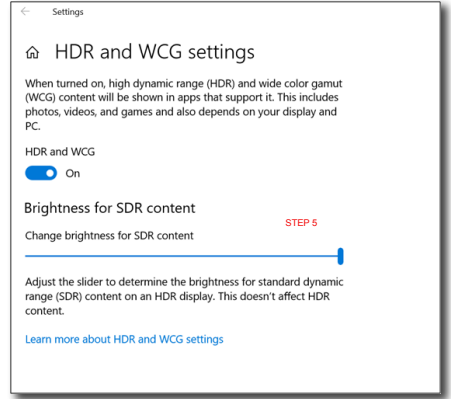 Settings
HDR and WCG settings
When turned on, high dynamic range (HDR) and wide color gamut
(WCG) content will be shown in apps that support it. This includes
photos, videos, and games and also depends on your display and
PC.
HDR and WCG
On
Brightness for SDR content
STEP 5
Change brightness for SDR content
Adjust the slider to determine the brightness for standard dynamic
range (SDR) content on an HDR display. This doesn't affect HDR
content.
Learn more about HDR and WCG settings